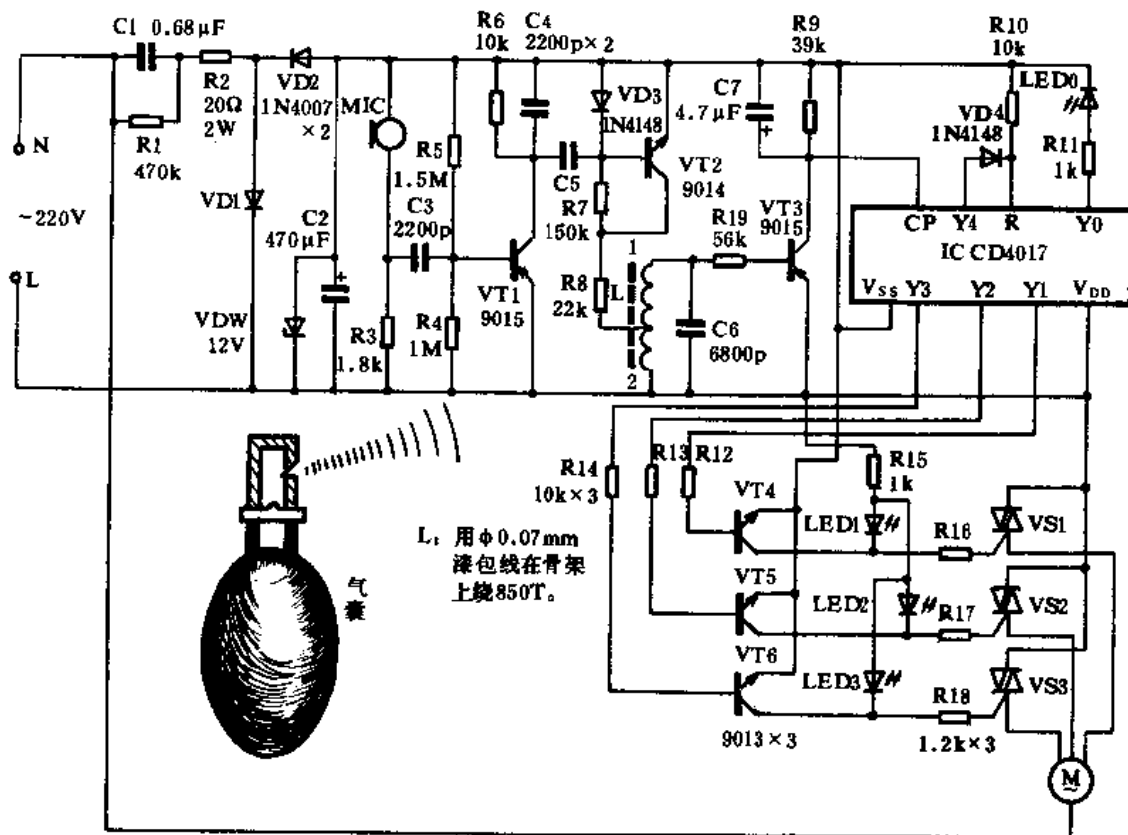 C1 0.68μF
R6
10k
C4
2200p×2
R9
39k
R10
10k
LED0
N
R1
470k
R2
20Ω
2W
VD2
1N4007
×2
MIC
R5
1.5M
VD3
1N4148
C7
4.7μF
+
VD4
1N4148
R11
1k
VT2
9014
~220V
VD1
C2
470μF
+
C3
2200p
C5
R7
150k
R19
56k
VT3
9015
CP
Y4
R
Y0
IC CD4017
VSS
Y3
Y2
Y1
VDD
L
VDW
12V
R3
1.8k
VT1
9015
R4
1M
R8
22k
1
L
2
C6
6800p
R14
R13
R12
10k×3
R15
1k
VT4
LED1
R16
VS1
L: 用φ0.07mm
漆包线在骨架
上绕850T。
气
囊
VT5
LED2
R17
VS2
VT6
LED3
R18
VS3
9013×3
1.2k×3
M
~